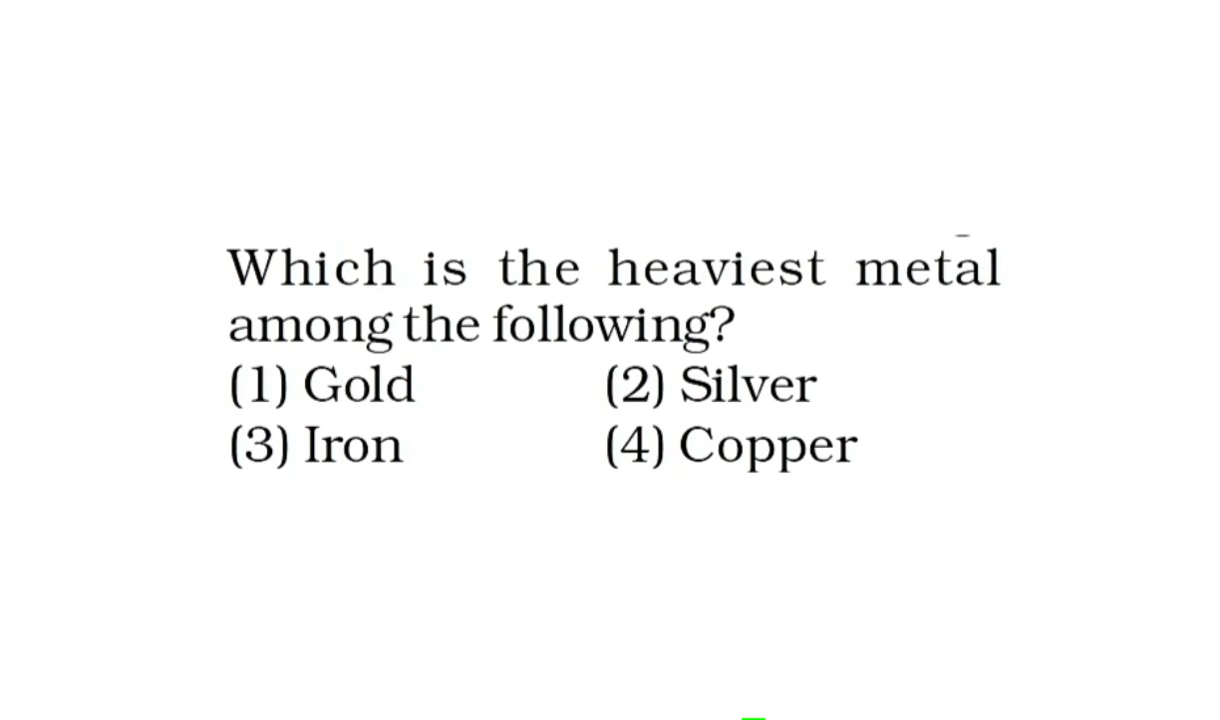 Which is the heaviest metal
among the following?
(1) Gold (2) Silver
(3) Iron (4) Copper